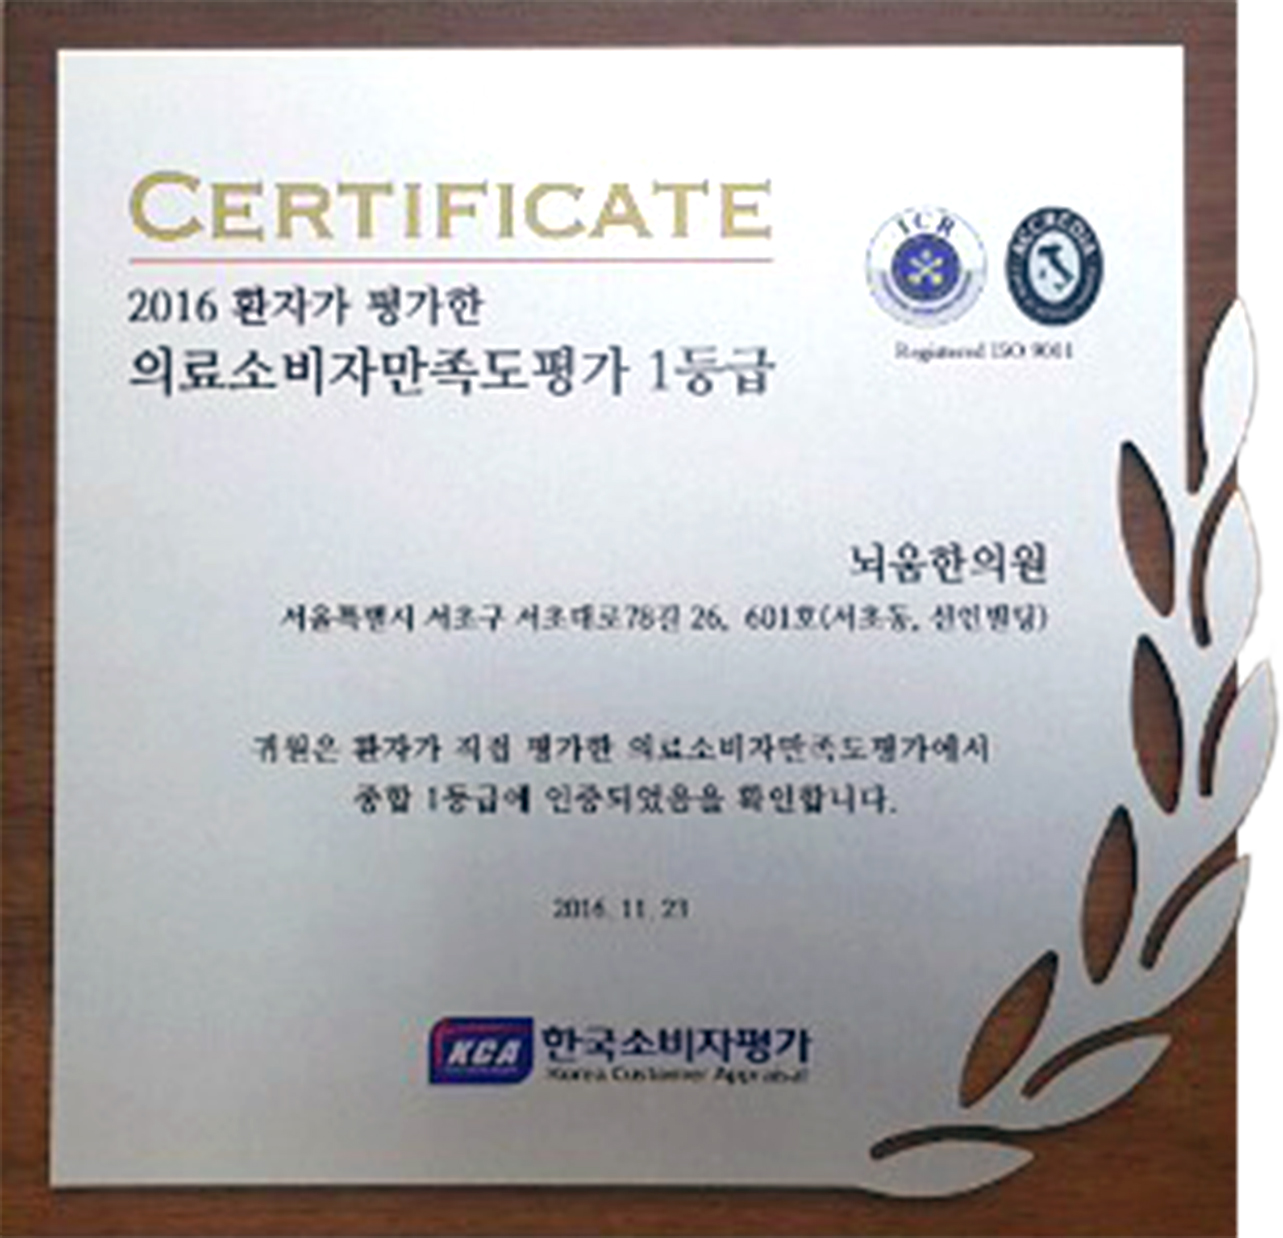 CERTIFICATE
2016 환자가 평가한
의료소비자만족도평가 1등급
ICR
ACCREDIA
Registered ISO 9001
뇌움한의원
서울특별시 서초구 서초대로78길 26, 601호(서초동, 빌딩)
귀원은 환자가 직접 평가한 의료소비자만족도평가에서
종합 1등급에 인증되었음을 확인합니다.
2016. 11. 23
KCA 한국소비자평가
Korea Customer Appraisal